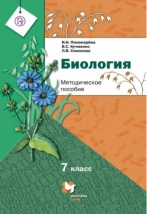 И.Н. Пономарёва
В.С. Кучменко
Л.В. Симонова
Биология
Методическое
пособие
7 класс